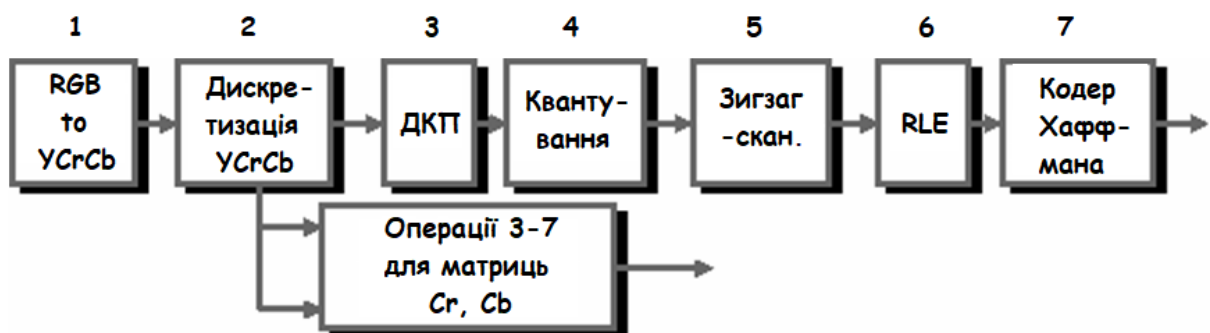 1 2 3 4 5 6 7
RGB
to
YCrCb
Дискре-
тизація
YCrCb
ДКП
Кванту-
вання
Зигзаг
-скан.
RLE
Кодер
Хафф-
мана
Операції 3-7
для матриць
Cr, Cb